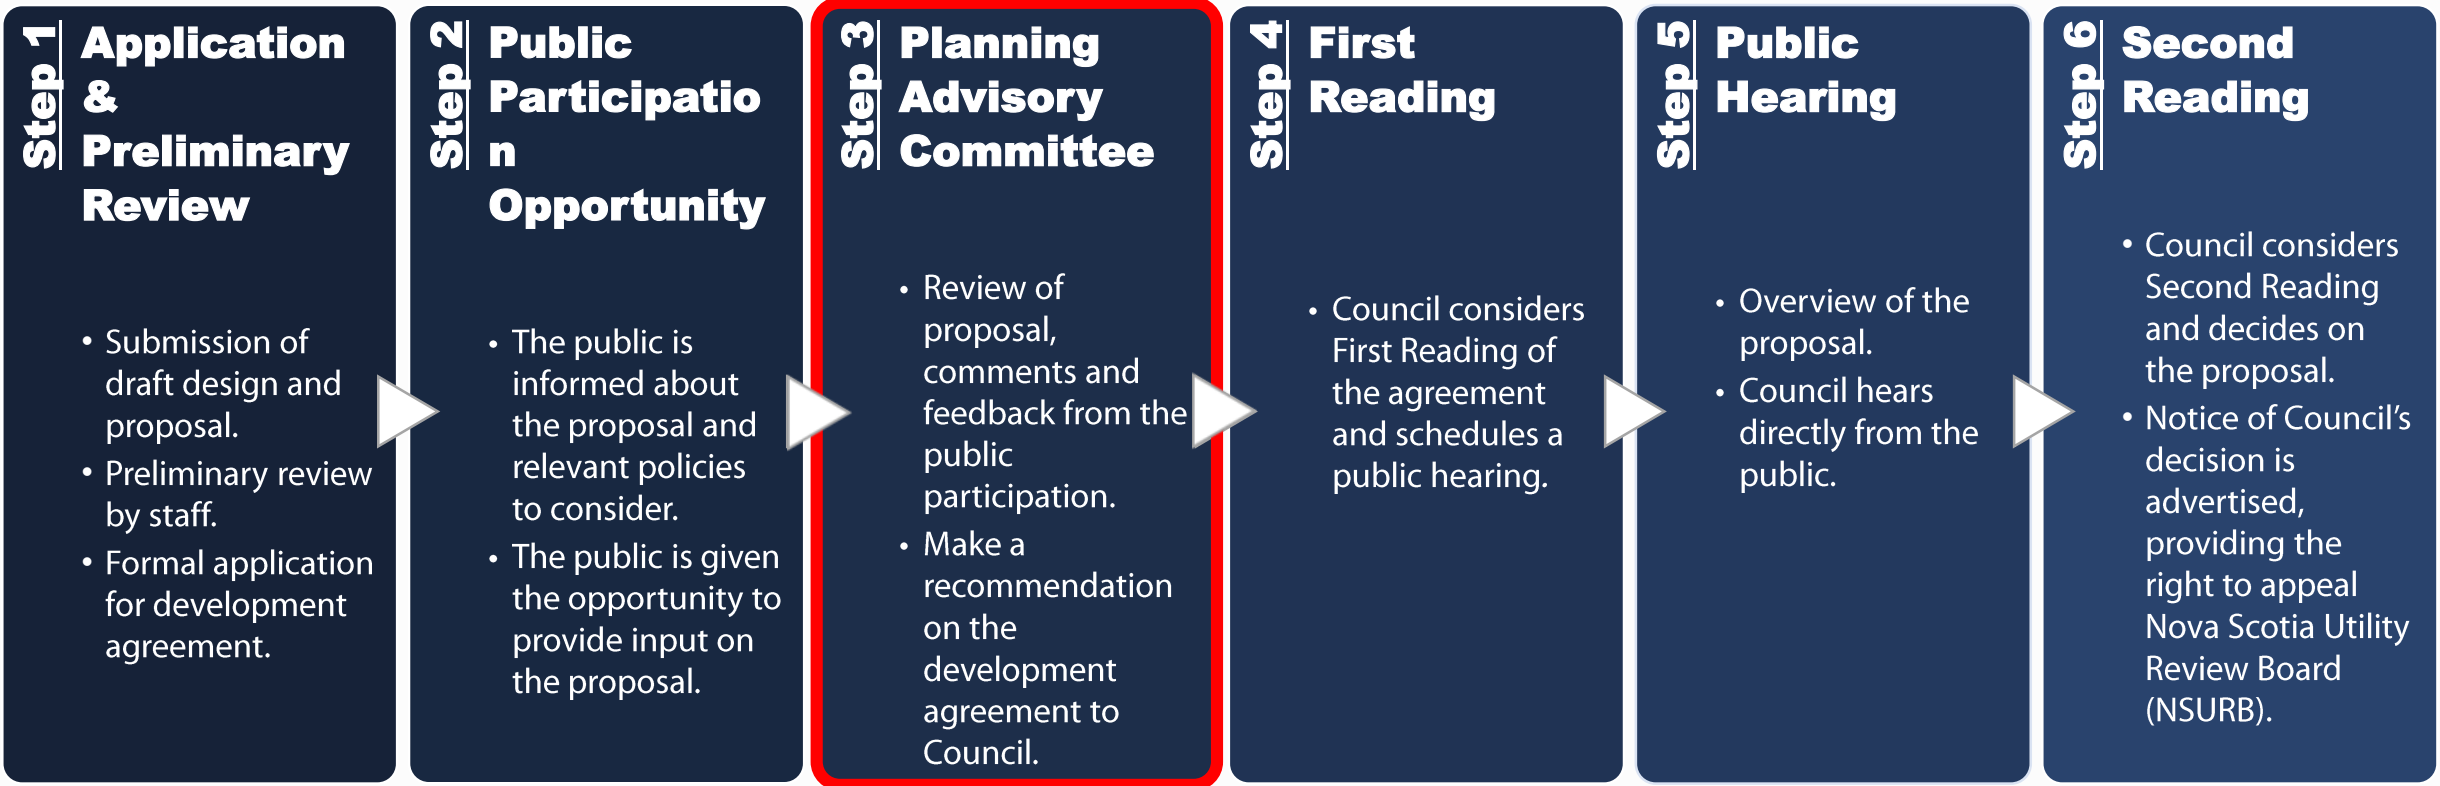 Step 1
Application
&
Preliminary
Review
• Submission of
draft design and
proposal.
• Preliminary review
by staff.
• Formal application
for development
agreement.
Step 2
Public
Participatio
n
Opportunity
• The public is
informed about
the proposal and
relevant policies
to consider.
• The public is given
the opportunity to
provide input on
the proposal.
Step 3
Planning
Advisory
Committee
• Review of
proposal,
comments and
feedback from the
public
participation.
• Make a
recommendation
on the
development
agreement to
Council.
Step 4
First
Reading
• Council considers
First Reading of
the agreement
and schedules a
public hearing.
Step 5
Public
Hearing
• Overview of the
proposal.
• Council hears
directly from the
public.
Step 6
Second
Reading
• Council considers
Second Reading
and decides on
the proposal.
• Notice of Council’s
decision is
advertised,
providing the
right to appeal
Nova Scotia Utility
Review Board
(NSURB).